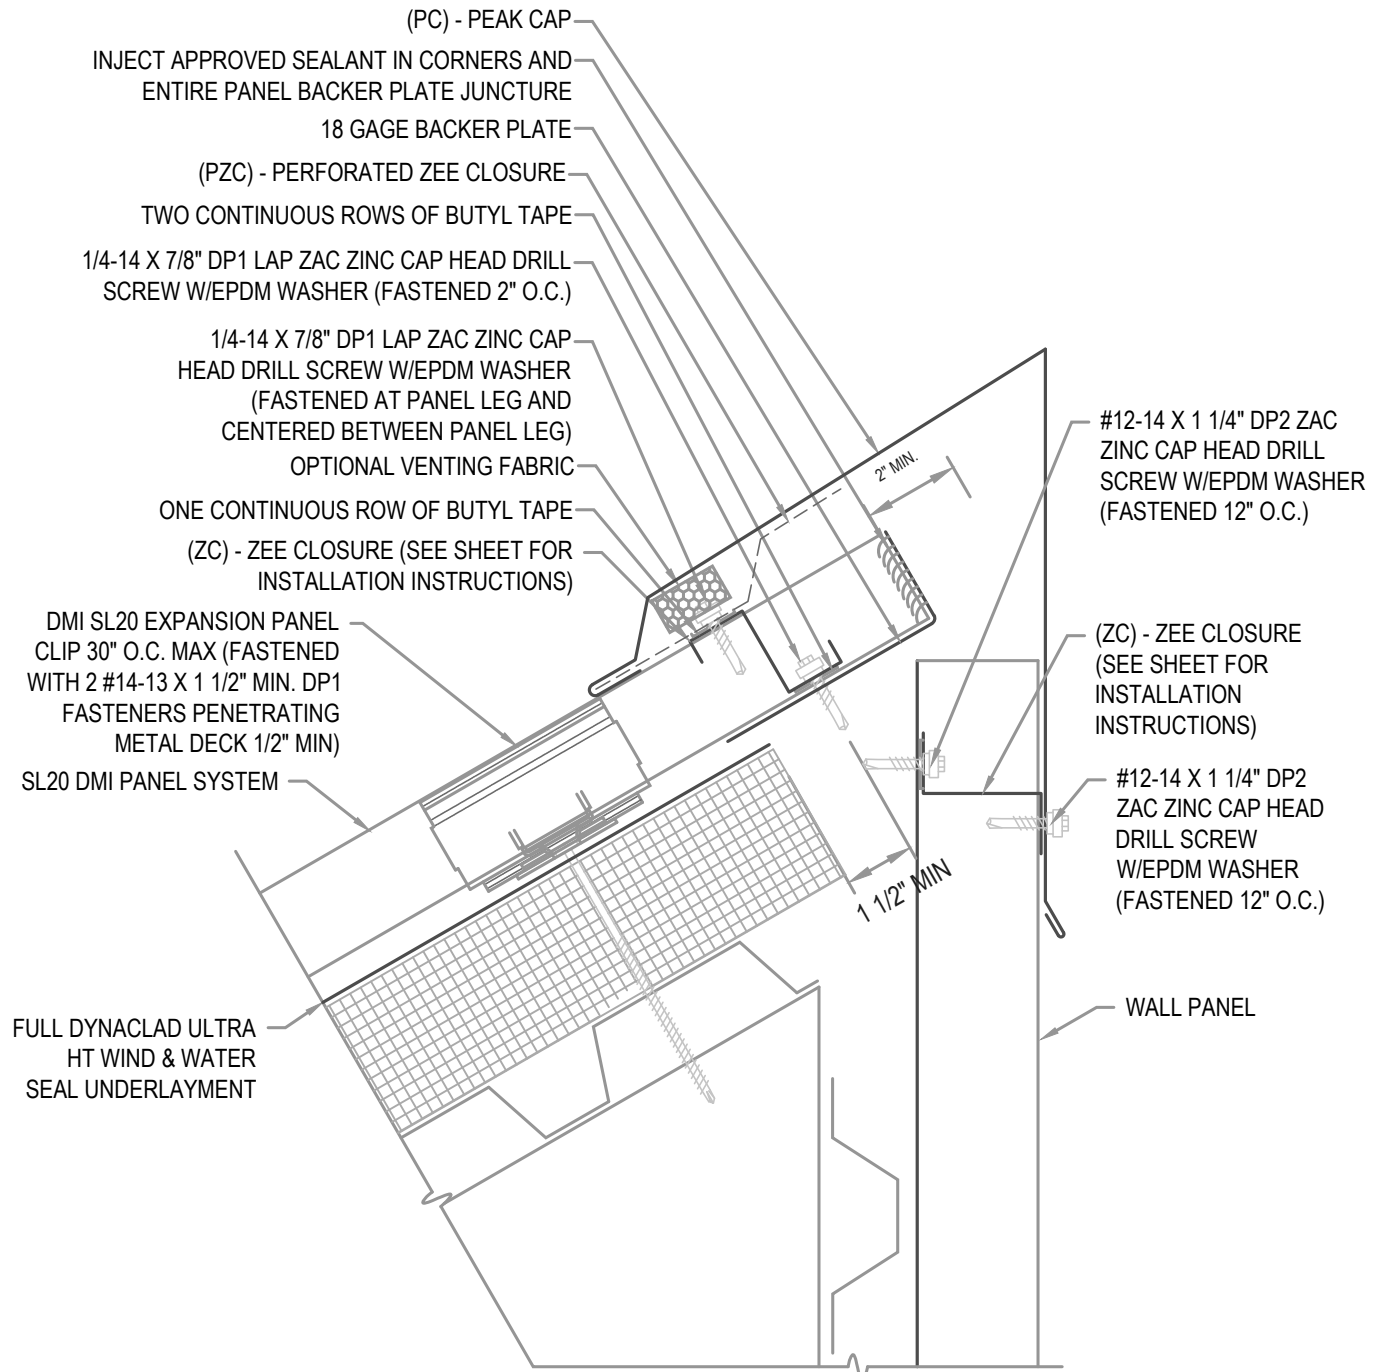 (PC) - PEAK CAP
INJECT APPROVED SEALANT IN CORNERS AND
ENTIRE PANEL BACKER PLATE JUNCTURE
18 GAGE BACKER PLATE
(PZC) - PERFORATED ZEE CLOSURE
TWO CONTINUOUS ROWS OF BUTYL TAPE
1/4-14 X 7/8" DP1 LAP ZAC ZINC CAP HEAD DRILL
SCREW W/EPDM WASHER (FASTENED 2" O.C.)
1/4-14 X 7/8" DP1 LAP ZAC ZINC CAP
HEAD DRILL SCREW W/EPDM WASHER
(FASTENED AT PANEL LEG AND
CENTERED BETWEEN PANEL LEG)
OPTIONAL VENTING FABRIC
ONE CONTINUOUS ROW OF BUTYL TAPE
(ZC) - ZEE CLOSURE (SEE SHEET FOR
INSTALLATION INSTRUCTIONS)
DMI SL20 EXPANSION PANEL
CLIP 30" O.C. MAX (FASTENED
WITH 2 #14-13 X 1 1/2" MIN. DP1
FASTENERS PENETRATING
METAL DECK 1/2" MIN)
SL20 DMI PANEL SYSTEM
FULL DYNACLAD ULTRA
HT WIND & WATER
SEAL UNDERLAYMENT
2" MIN.
1 1/2" MIN
#12-14 X 1 1/4" DP2 ZAC
ZINC CAP HEAD DRILL
SCREW W/EPDM WASHER
(FASTENED 12" O.C.)
(ZC) - ZEE CLOSURE
(SEE SHEET FOR
INSTALLATION
INSTRUCTIONS)
#12-14 X 1 1/4" DP2
ZAC ZINC CAP HEAD
DRILL SCREW
W/EPDM WASHER
(FASTENED 12" O.C.)
WALL PANEL